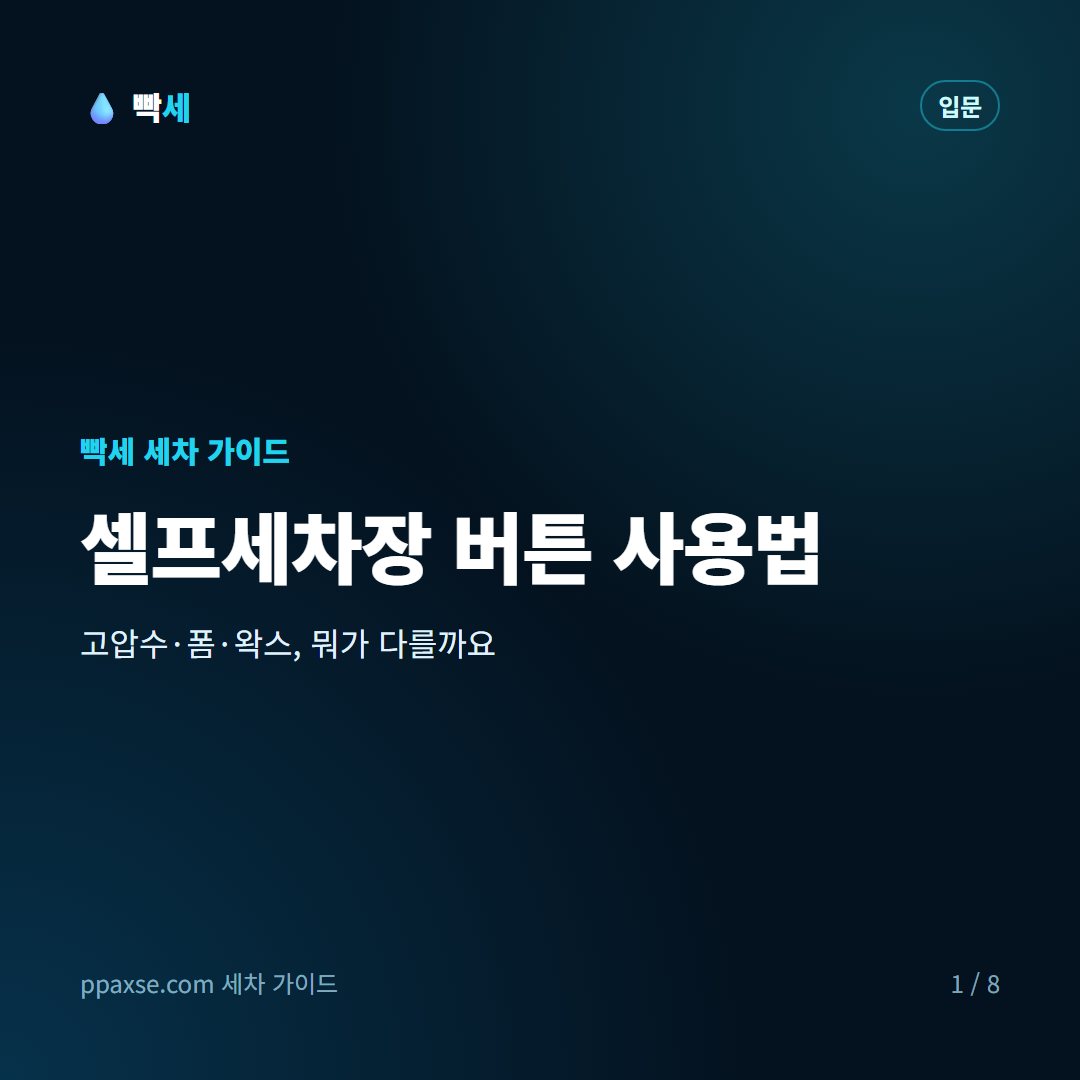 빡세
입문
빡세 세차 가이드
셀프세차장 버튼 사용법
고압수·폼·왁스, 뭐가 다를까요
ppaxse.com 세차 가이드
1 / 8